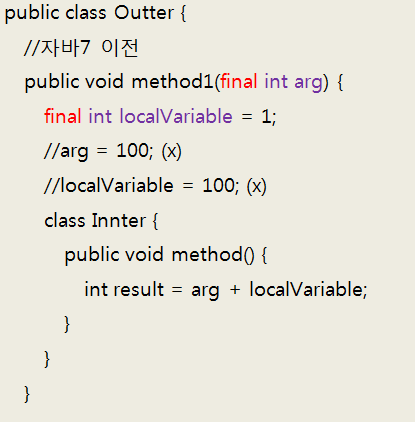 public class Outter {
//자바7 이전
public void method1(final int arg) {
final int localVariable = 1;
//arg = 100; (x)
//localVariable = 100; (x)
class Innter {
public void method() {
int result = arg + localVariable;
}
}
}